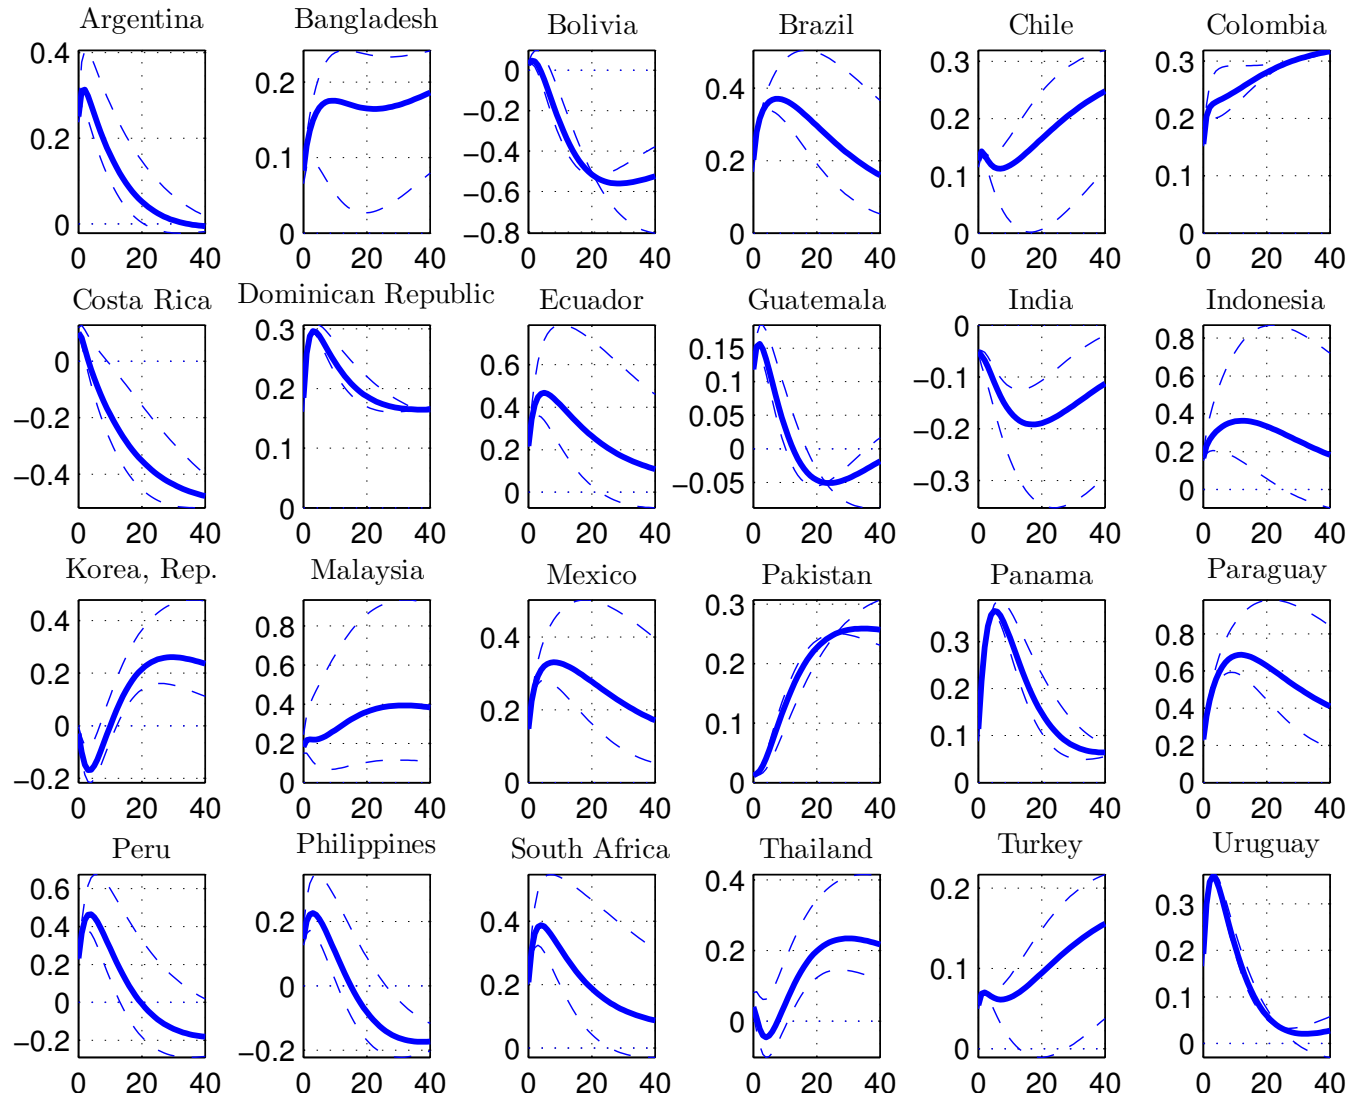 Argentina Bangladesh Bolivia Brazil Chile Colombia
0.4 0.2 0 0.2 0.1 0 0 −0.2 −0.4 −0.6 −0.8 0.4 0.2 0 0.3 0.2 0.1 0 0.3 0.2 0.1 0
0 20 40 0 20 40 0 20 40 0 20 40 0 20 40 0 20 40
Costa Rica Dominican Republic Ecuador Guatemala India Indonesia
0 −0.2 −0.4 0.3 0.2 0.1 0 0.6 0.4 0.2 0 0.15 0.1 0.05 0 −0.05 0 −0.1 −0.2 −0.3 0.8 0.6 0.4 0.2 0
0 20 40 0 20 40 0 20 40 0 20 40 0 20 40 0 20 40
Korea, Rep. Malaysia Mexico Pakistan Panama Paraguay
0.4 0.2 0 −0.2 0.8 0.6 0.4 0.2 0 0.4 0.2 0 0.3 0.2 0.1 0 0.3 0.2 0.1 0 0.8 0.6 0.4 0.2 0
0 20 40 0 20 40 0 20 40 0 20 40 0 20 40 0 20 40
Peru Philippines South Africa Thailand Turkey Uruguay
0.6 0.4 0.2 0 −0.2 0.2 0 −0.2 0.4 0.2 0 0.4 0.2 0 0.2 0.1 0 0.3 0.2 0.1 0
0 20 40 0 20 40 0 20 40 0 20 40 0 20 40 0 20 40